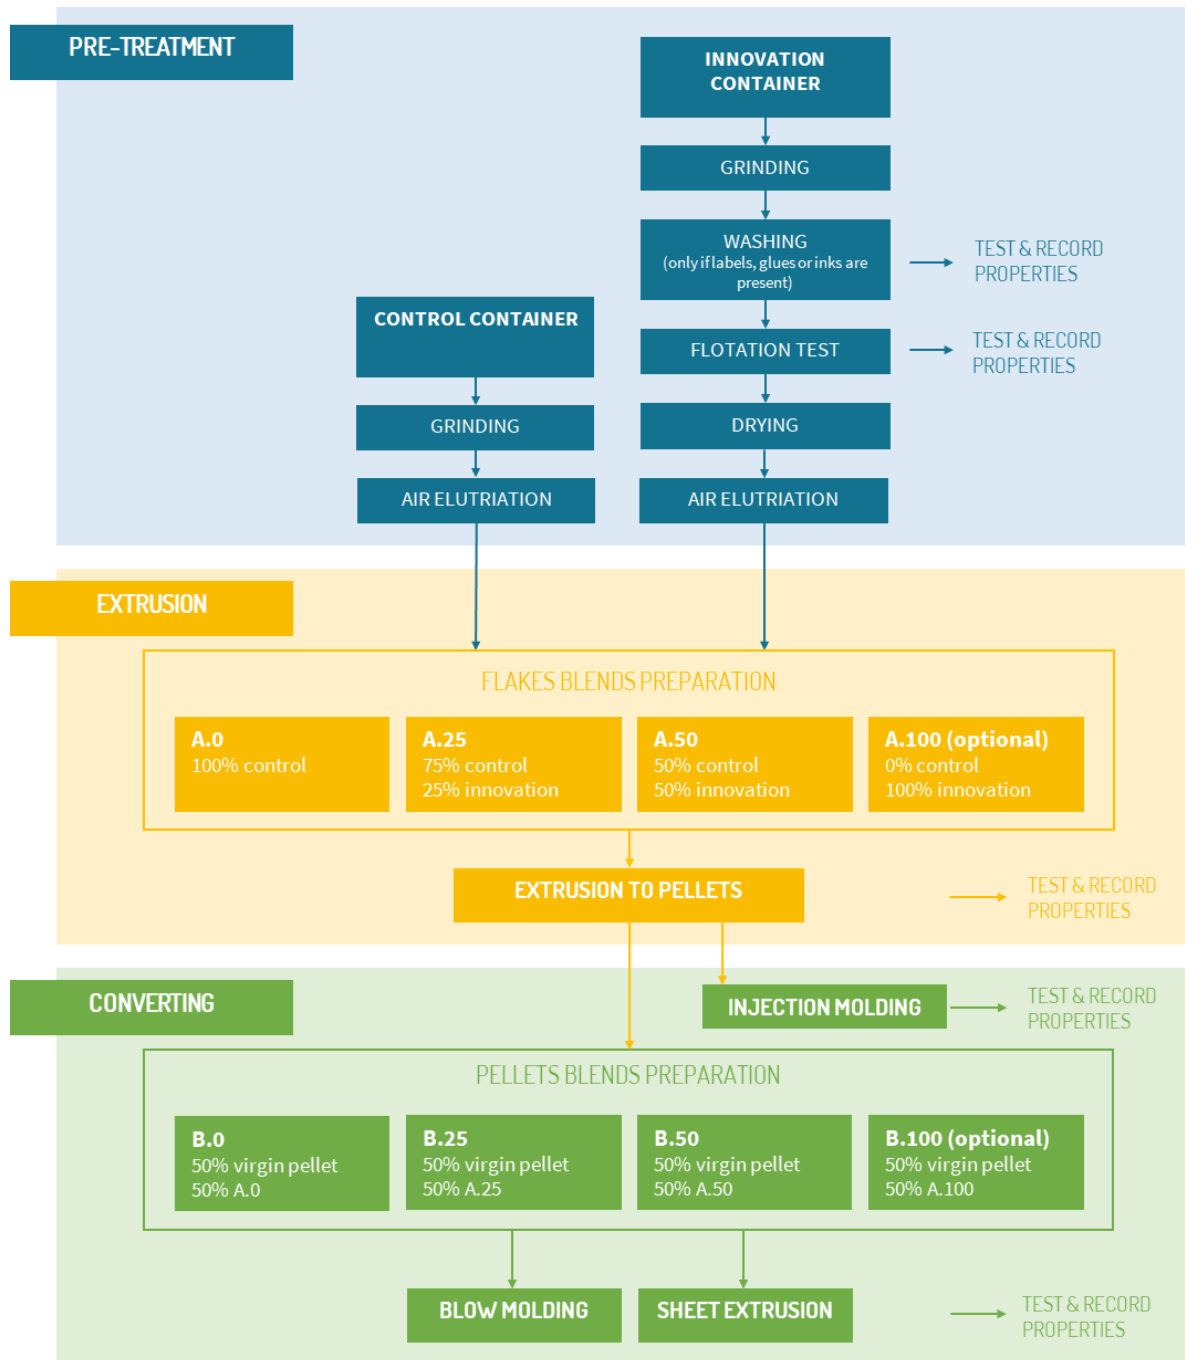 PRE-TREATMENT
INNOVATION
CONTAINER
GRINDING
WASHING
(only if labels, glues or inks are
present)
TEST & RECORD
PROPERTIES
CONTROL CONTAINER
FLOTATION TEST
TEST & RECORD
PROPERTIES
GRINDING
DRYING
AIR ELUTRIATION
AIR ELUTRIATION
EXTRUSION
FLAKES BLENDS PREPARATION
A.0
100% control
A.25
75% control
25% innovation
A.50
50% control
50% innovation
A.100 (optional)
0% control
100% innovation
EXTRUSION TO PELLETS
TEST & RECORD
PROPERTIES
CONVERTING
INJECTION MOLDING
TEST & RECORD
PROPERTIES
PELLETS BLENDS PREPARATION
B.0
50% virgin pellet
50% A.0
B.25
50% virgin pellet
50% A.25
B.50
50% virgin pellet
50% A.50
B.100 (optional)
50% virgin pellet
50% A.100
BLOW MOLDING
SHEET EXTRUSION
TEST & RECORD
PROPERTIES